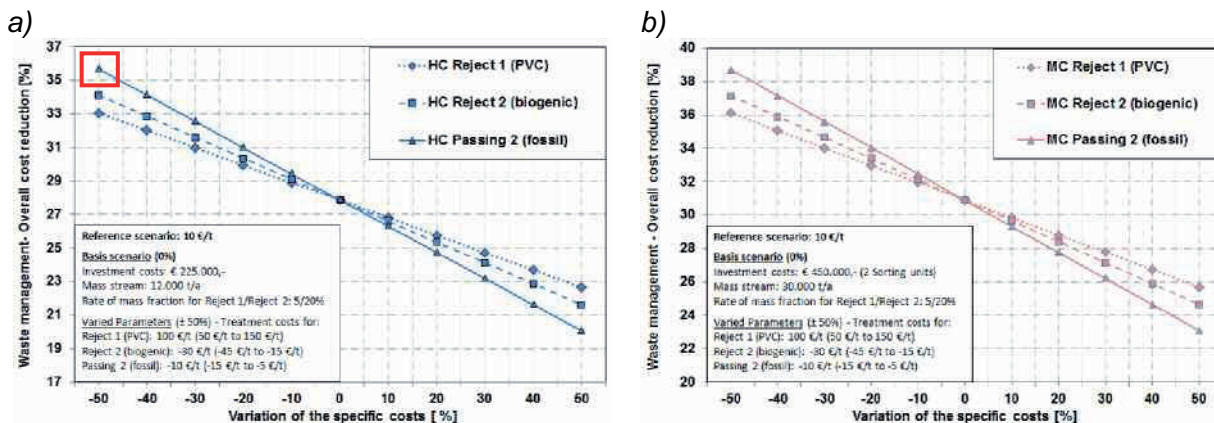 a)
Waste management- Overall cost reduction [%]
37
35
33
31
29
27
25
23
21
19
17
HC Reject 1 (PVC)
HC Reject 2 (biogenic)
HC Passing 2 (fossil)
Reference scenario: 10 €/t
Basis scenario (0%)
Investment costs: € 225.000,-
Mass stream: 12.000 t/a
Rate of mass fraction for Reject 1/Reject 2: 5/20%
Varied Parameters (± 50%) - Treatment costs for:
Reject 1 (PVC): 100 €/t (50 €/t to 150 €/t)
Reject 2 (biogenic): -30 €/t (-45 €/t to -15 €/t)
Passing 2 (fossil): -10 €/t (-15 €/t to -5 €/t)
-50 -40 -30 -20 -10 0 10 20 30 40 50
Variation of the specific costs [ %]
b)
Waste management - Overall cost reduction [%]
40
38
36
34
32
30
28
26
24
22
20
MC Reject 1 (PVC)
MC Reject 2 (biogenic)
MC Passing 2 (fossil)
Reference scenario: 10 €/t
Basis scenario (0%)
Investment costs: € 450.000,- (2 Sorting units)
Mass stream: 30.000 t/a
Rate of mass fraction for Reject 1/Reject 2: 5/20%
Varied Parameters (± 50%) - Treatment costs for:
Reject 1 (PVC): 100 €/t (50 €/t to 150 €/t)
Reject 2 (biogenic): -30 €/t (-45 €/t to -15 €/t)
Passing 2 (fossil): -10 €/t (-15 €/t to -5 €/t)
-50 -40 -30 -20 -10 0 10 20 30 40 50
Variation of the specific costs [ %]